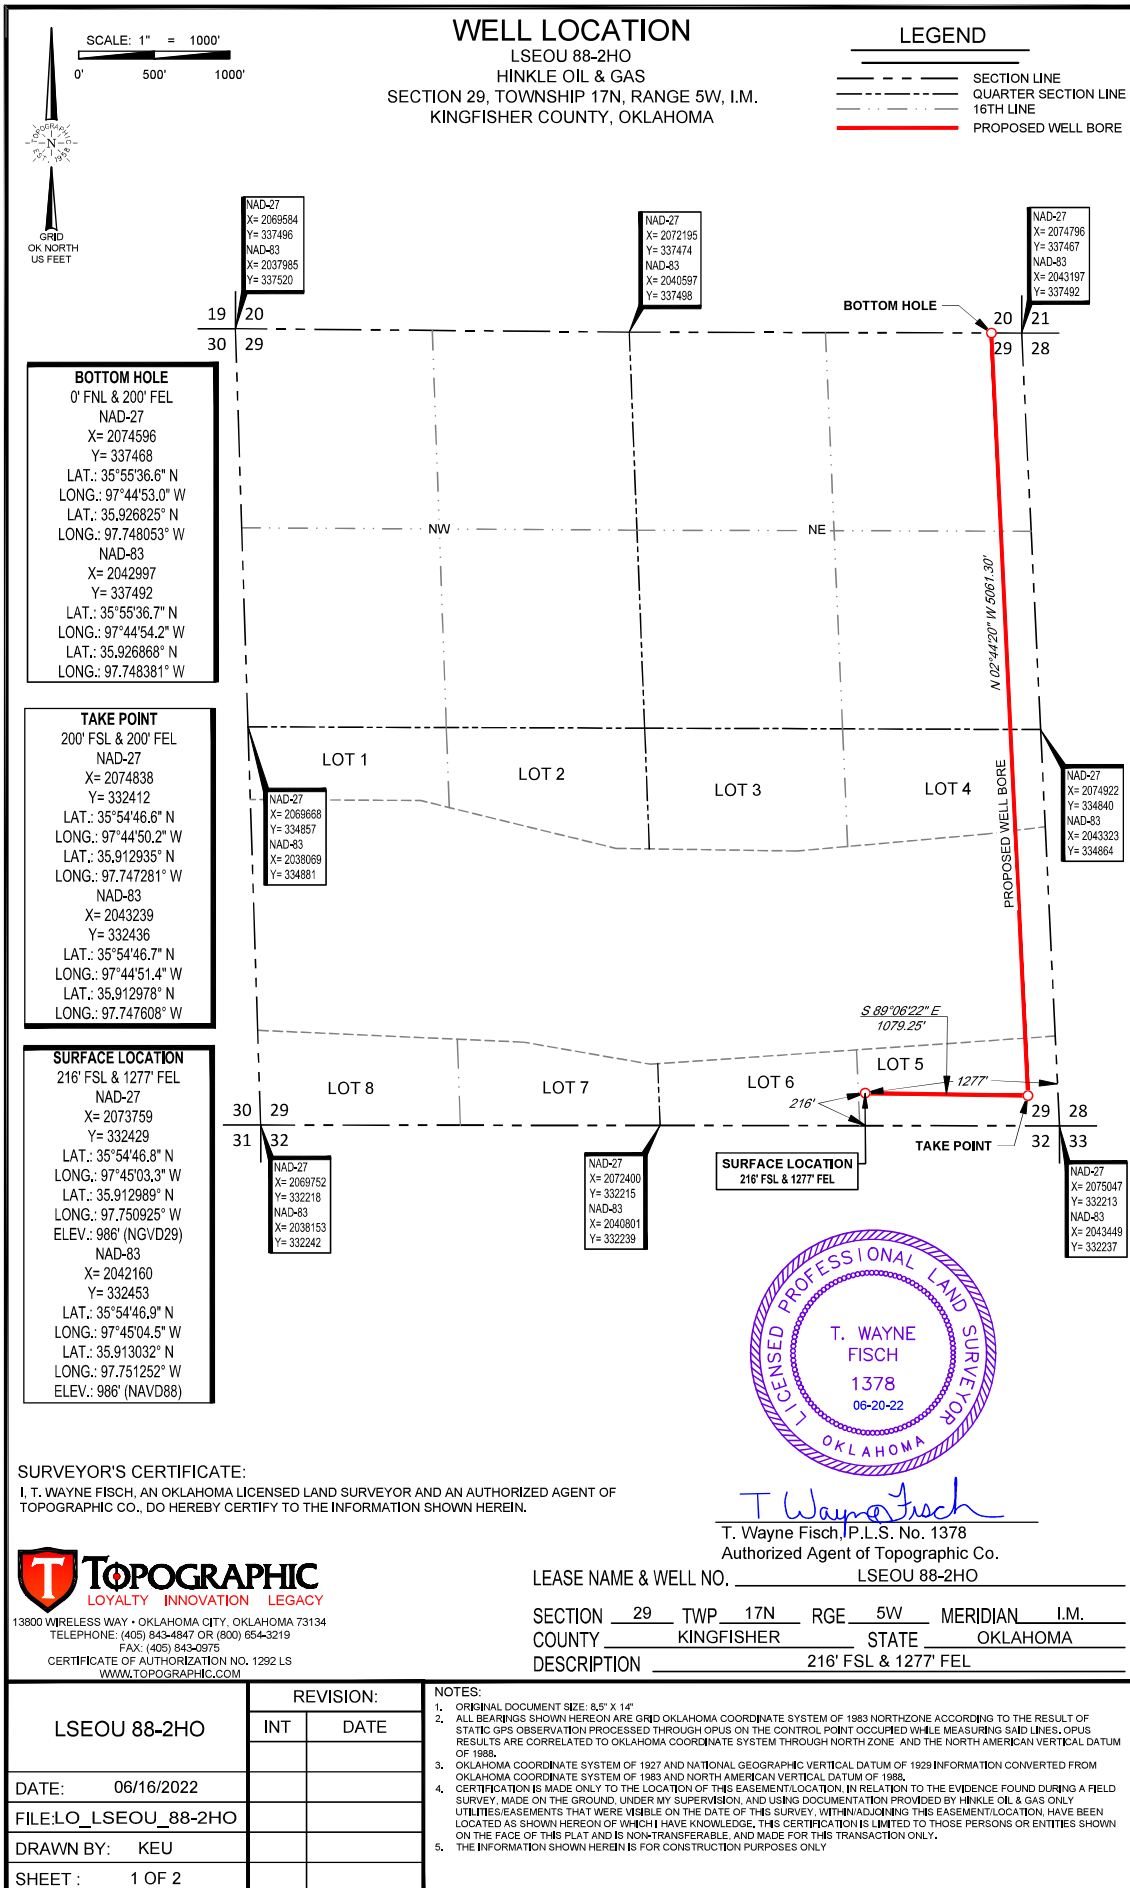 WELL LOCATION
LSEOU 88-2HO
HINKLE OIL & GAS
SECTION 29, TOWNSHIP 17N, RANGE 5W, I.M.
KINGFISHER COUNTY, OKLAHOMA
SCALE: 1" = 1000'
0' 500' 1000'
TOPOGRAPHIC
N
EST. 1958
GRID
OK NORTH
US FEET
LEGEND
SECTION LINE
QUARTER SECTION LINE
16TH LINE
PROPOSED WELL BORE
NAD-27
X= 2069584
Y= 337496
NAD-83
X= 2037985
Y= 337520
NAD-27
X= 2072195
Y= 337474
NAD-83
X= 2040597
Y= 337498
NAD-27
X= 2074796
Y= 337467
NAD-83
X= 2043197
Y= 337492
BOTTOM HOLE
19 20
30 29
20 21
29 28
BOTTOM HOLE
0' FNL & 200' FEL
NAD-27
X= 2074596
Y= 337468
LAT.: 35°55'36.6" N
LONG.: 97°44'53.0" W
LAT.: 35.926825° N
LONG.: 97.748053° W
NAD-83
X= 2042997
Y= 337492
LAT.: 35°55'36.7" N
LONG.: 97°44'54.2" W
LAT.: 35.926868° N
LONG.: 97.748381° W
NW
NE
N 02°44'20" W 5061.30'
PROPOSED WELL BORE
TAKE POINT
200' FSL & 200' FEL
NAD-27
X= 2074838
Y= 332412
LAT.: 35°54'46.6" N
LONG.: 97°44'50.2" W
LAT.: 35.912935° N
LONG.: 97.747281° W
NAD-83
X= 2043239
Y= 332436
LAT.: 35°54'46.7" N
LONG.: 97°44'51.4" W
LAT.: 35.912978° N
LONG.: 97.747608° W
LOT 1
LOT 2
LOT 3
LOT 4
NAD-27
X= 2069668
Y= 334857
NAD-83
X= 2038069
Y= 334881
NAD-27
X= 2074922
Y= 334840
NAD-83
X= 2043323
Y= 334864
SURFACE LOCATION
216' FSL & 1277' FEL
NAD-27
X= 2073759
Y= 332429
LAT.: 35°54'46.8" N
LONG.: 97°45'03.3" W
LAT.: 35.912989° N
LONG.: 97.750925° W
ELEV.: 986' (NGVD29)
NAD-83
X= 2042160
Y= 332453
LAT.: 35°54'46.9" N
LONG.: 97°45'04.5" W
LAT.: 35.913032° N
LONG.: 97.751252° W
ELEV.: 986' (NAVD88)
S 89°06'22" E
1079.25'
LOT 8
LOT 7
LOT 6
LOT 5
1277'
216'
30 29
31 32
29 28
32 33
TAKE POINT
SURFACE LOCATION
216' FSL & 1277' FEL
NAD-27
X= 2069752
Y= 332218
NAD-83
X= 2038153
Y= 332242
NAD-27
X= 2072400
Y= 332215
NAD-83
X= 2040801
Y= 332239
NAD-27
X= 2075047
Y= 332213
NAD-83
X= 2043449
Y= 332237
LICENSED PROFESSIONAL LAND SURVEYOR
T. WAYNE
FISCH
1378
06-20-22
OKLAHOMA
SURVEYOR'S CERTIFICATE:
I, T. WAYNE FISCH, AN OKLAHOMA LICENSED LAND SURVEYOR AND AN AUTHORIZED AGENT OF
TOPOGRAPHIC CO., DO HEREBY CERTIFY TO THE INFORMATION SHOWN HEREIN.
T Wayne Fisch
T. Wayne Fisch, P.L.S. No. 1378
Authorized Agent of Topographic Co.
T TOPOGRAPHIC
LOYALTY INNOVATION LEGACY
13800 WIRELESS WAY • OKLAHOMA CITY, OKLAHOMA 73134
TELEPHONE: (405) 843-4847 OR (800) 654-3219
FAX: (405) 843-0975
CERTIFICATE OF AUTHORIZATION NO. 1292 LS
WWW.TOPOGRAPHIC.COM
LEASE NAME & WELL NO. LSEOU 88-2HO
SECTION 29 TWP 17N RGE 5W MERIDIAN I.M.
COUNTY KINGFISHER STATE OKLAHOMA
DESCRIPTION 216' FSL & 1277' FEL
LSEOU 88-2HO
REVISION:
INT DATE
DATE: 06/16/2022
FILE:LO_LSEOU_88-2HO
DRAWN BY: KEU
SHEET : 1 OF 2
NOTES:
1. ORIGINAL DOCUMENT SIZE: 8.5" X 14"
2. ALL BEARINGS SHOWN HEREON ARE GRID OKLAHOMA COORDINATE SYSTEM OF 1983 NORTHZONE ACCORDING TO THE RESULT OF
STATIC GPS OBSERVATION PROCESSED THROUGH OPUS ON THE CONTROL POINT OCCUPIED WHILE MEASURING SAID LINES. OPUS
RESULTS ARE CORRELATED TO OKLAHOMA COORDINATE SYSTEM THROUGH NORTH ZONE AND THE NORTH AMERICAN VERTICAL DATUM
OF 1988.
3. OKLAHOMA COORDINATE SYSTEM OF 1927 AND NATIONAL GEOGRAPHIC VERTICAL DATUM OF 1929 INFORMATION CONVERTED FROM
OKLAHOMA COORDINATE SYSTEM OF 1983 AND NORTH AMERICAN VERTICAL DATUM OF 1988.
4. CERTIFICATION IS MADE ONLY TO THE LOCATION OF THIS EASEMENT/LOCATION, IN RELATION TO THE EVIDENCE FOUND DURING A FIELD
SURVEY, MADE ON THE GROUND, UNDER MY SUPERVISION, AND USING DOCUMENTATION PROVIDED BY HINKLE OIL & GAS ONLY
UTILITIES/EASEMENTS THAT WERE VISIBLE ON THE DATE OF THIS SURVEY, WITHIN/ADJOINING THIS EASEMENT/LOCATION, HAVE BEEN
LOCATED AS SHOWN HEREON OF WHICH I HAVE KNOWLEDGE. THIS CERTIFICATION IS LIMITED TO THOSE PERSONS OR ENTITIES SHOWN
ON THE FACE OF THIS PLAT AND IS NON-TRANSFERABLE, AND MADE FOR THIS TRANSACTION ONLY.
5. THE INFORMATION SHOWN HEREIN IS FOR CONSTRUCTION PURPOSES ONLY